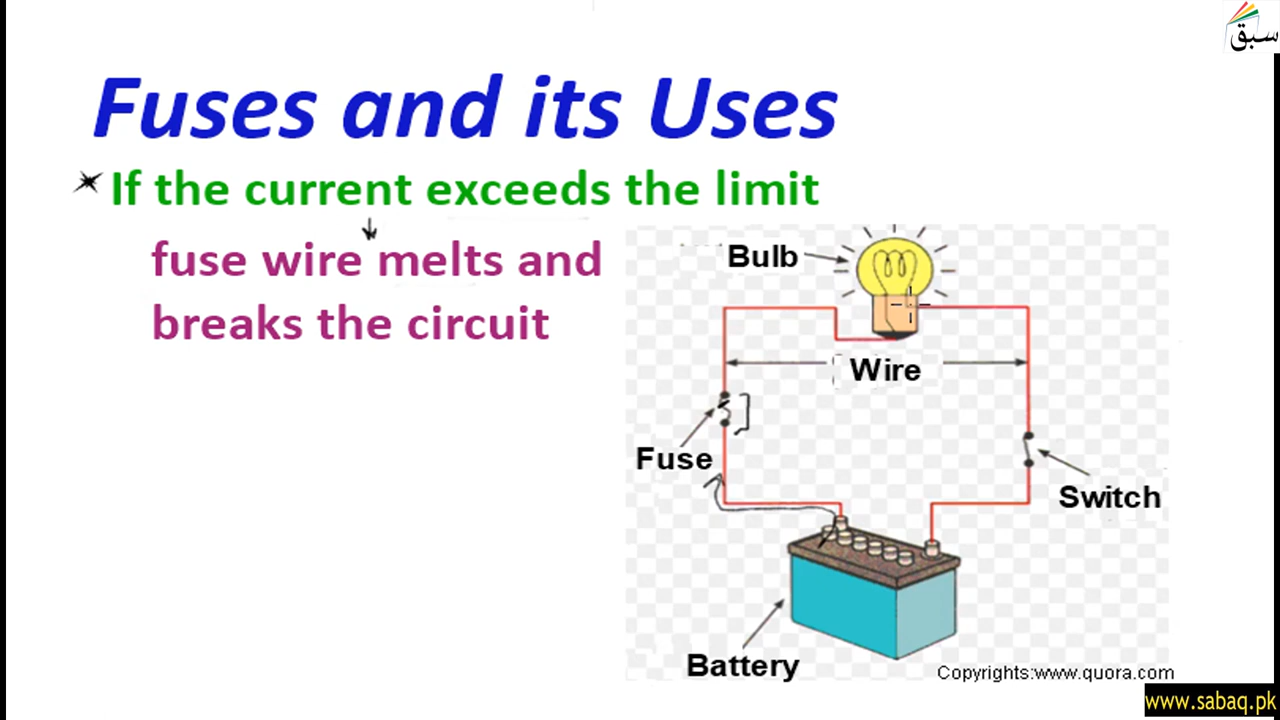 سبق
Fuses and its Uses
If the current exceeds the limit
fuse wire melts and
breaks the circuit
Bulb
Wire
Fuse
Switch
Battery
Copyrights:www.quora.com
www.sabaq.pk